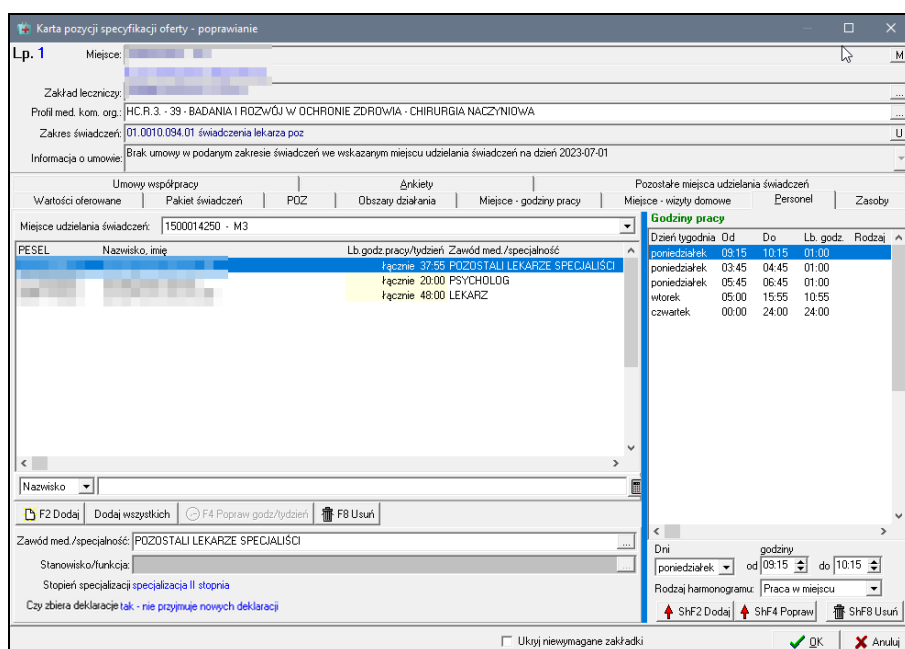 Karta pozycji specyfikacji oferty - poprawianie
Lp. 1 Miejsce: M
Zakład leczniczy: ...
Profil med. kom. org.: HC.R.3. - 39 - BADANIA I ROZWÓJ W OCHRONIE ZDROWIA - CHIRURGIA NACZYNIOWA ...
Zakres świadczeń: 01.0010.094.01 świadczenia lekarza poz U
Informacja o umowie: Brak umowy w podanym zakresie świadczeń we wskazanym miejscu udzielania świadczeń na dzień 2023-07-01
Umowy współpracy Ankiety Pozostałe miejsca udzielania świadczeń
Wartości oferowane Pakiet świadczeń POZ Obszary działania Miejsce - godziny pracy Miejsce - wizyty domowe Personel Zasoby
Miejsce udzielania świadczeń: 1500014250 - M3
PESEL Nazwisko, imię Lb.godz.pracy/tydzień Zawód med./specjalność
łącznie 37:55 POZOSTALI LEKARZE SPECJALIŚCI
łącznie 20:00 PSYCHOLOG
łącznie 48:00 LEKARZ
Nazwisko
F2 Dodaj Dodaj wszystkich F4 Popraw godz/tydzień F8 Usuń
Zawód med./specjalność: POZOSTALI LEKARZE SPECJALIŚCI ...
Stanowisko/funkcja: ...
Stopień specjalizacji specjalizacja II stopnia
Czy zbiera deklaracje tak - nie przyjmuje nowych deklaracji
Godziny pracy
Dzień tygodnia Od Do Lb. godz. Rodzaj
poniedziałek 09:15 10:15 01:00
poniedziałek 03:45 04:45 01:00
poniedziałek 05:45 06:45 01:00
wtorek 05:00 15:55 10:55
czwartek 00:00 24:00 24:00
Dni godziny
poniedziałek od 09:15 do 10:15
Rodzaj harmonogramu: Praca w miejscu
ShF2 Dodaj ShF4 Popraw ShF8 Usuń
Ukryj niewymagane zakładki OK Anuluj